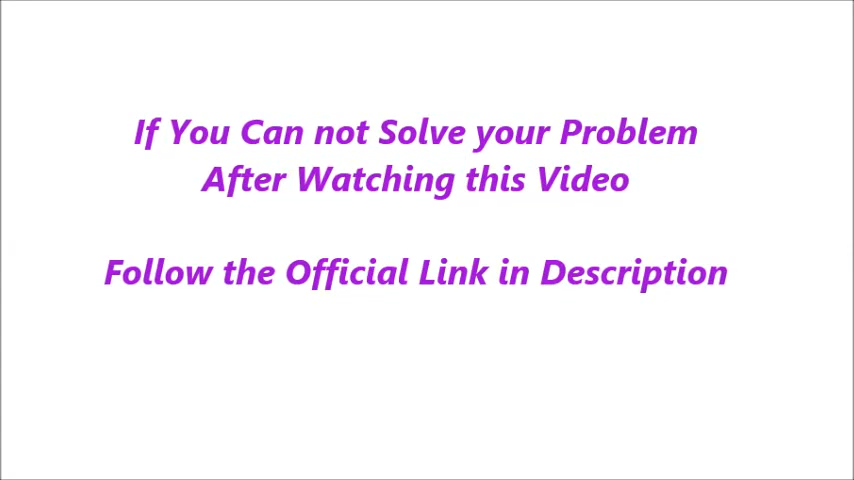 If You Can not Solve your Problem
After Watching this Video
Follow the Official Link in Description